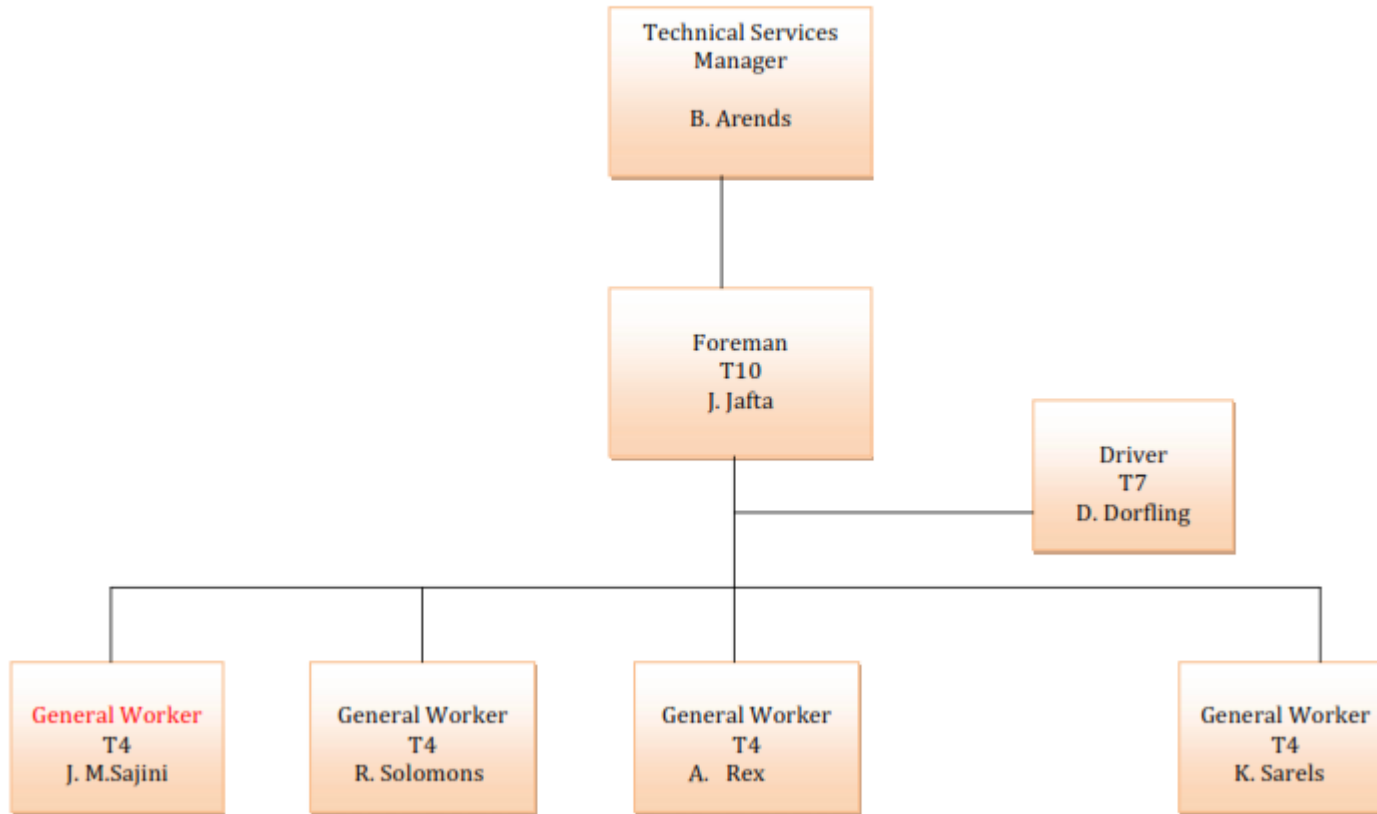 Technical Services
Manager
B. Arends
Foreman
T10
J. Jafta
Driver
T7
D. Dorfling
General Worker
T4
J. M.Sajini
General Worker
T4
R. Solomons
General Worker
T4
A. Rex
General Worker
T4
K. Sarels